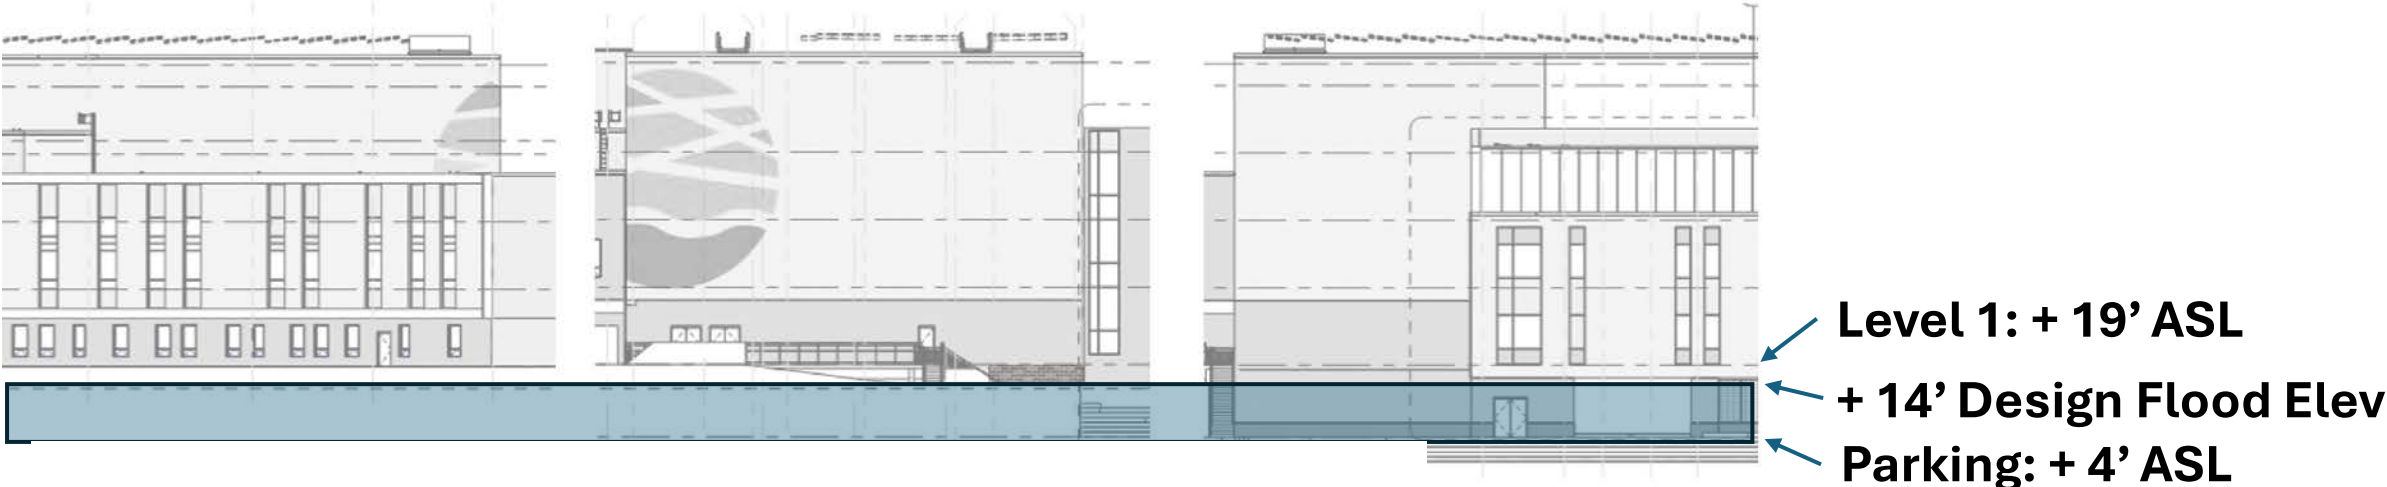 Level 1: + 19’ ASL
+ 14’ Design Flood Elev
Parking: + 4’ ASL